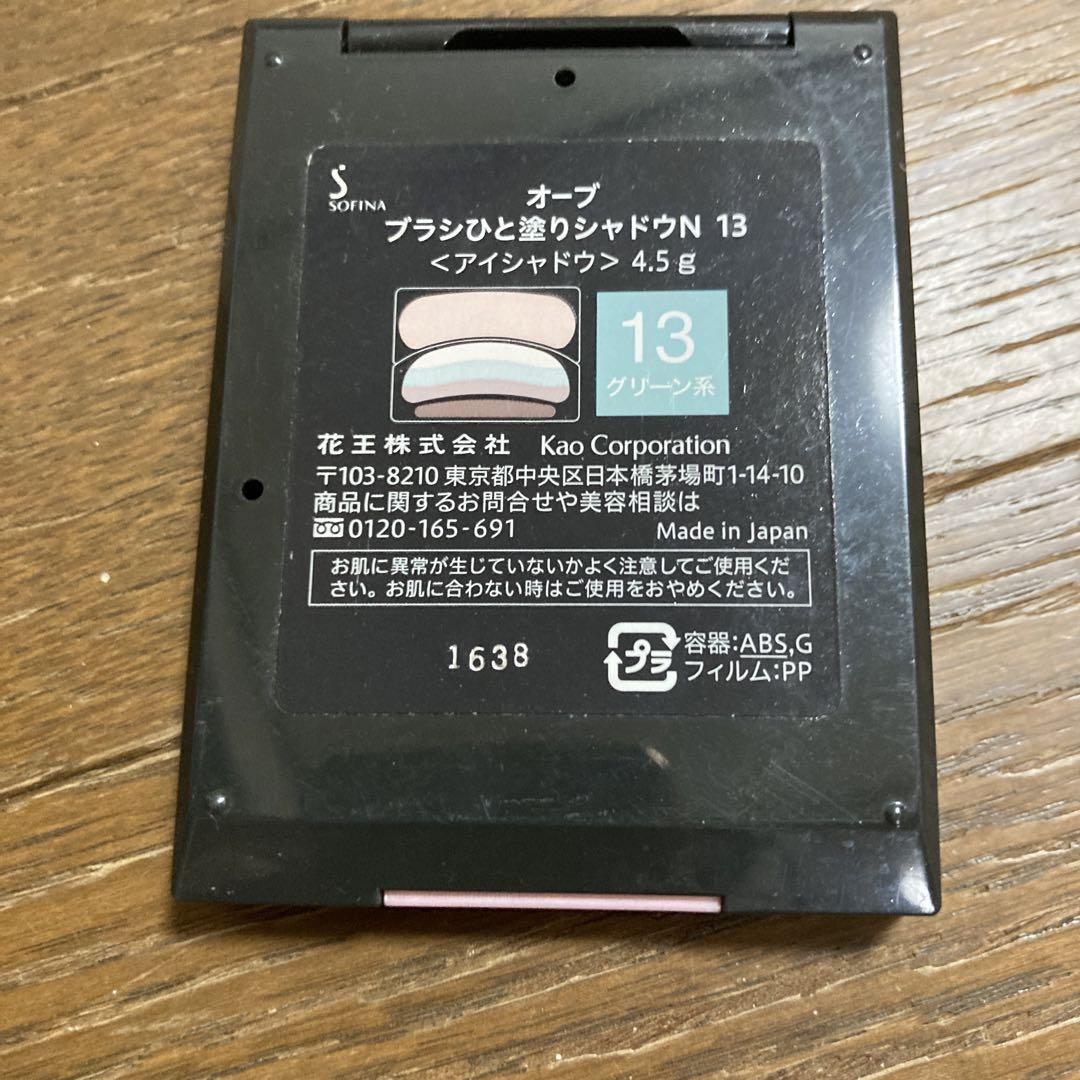 S
SOFINA
オーブ
ブラシひと塗りシャドウN 13
<アイシャドウ> 4.5g
13
グリーン系
花王株式会社 Kao Corporation
〒103-8210 東京都中央区日本橋茅場町1-14-10
商品に関するお問合せや美容相談は
0120-165-691 Made in Japan
お肌に異常が生じていないかよく注意してご使用くだ
さい。お肌に合わない時はご使用をおやめください。
1638
プラ
容器:ABS,G
フィルム:PP